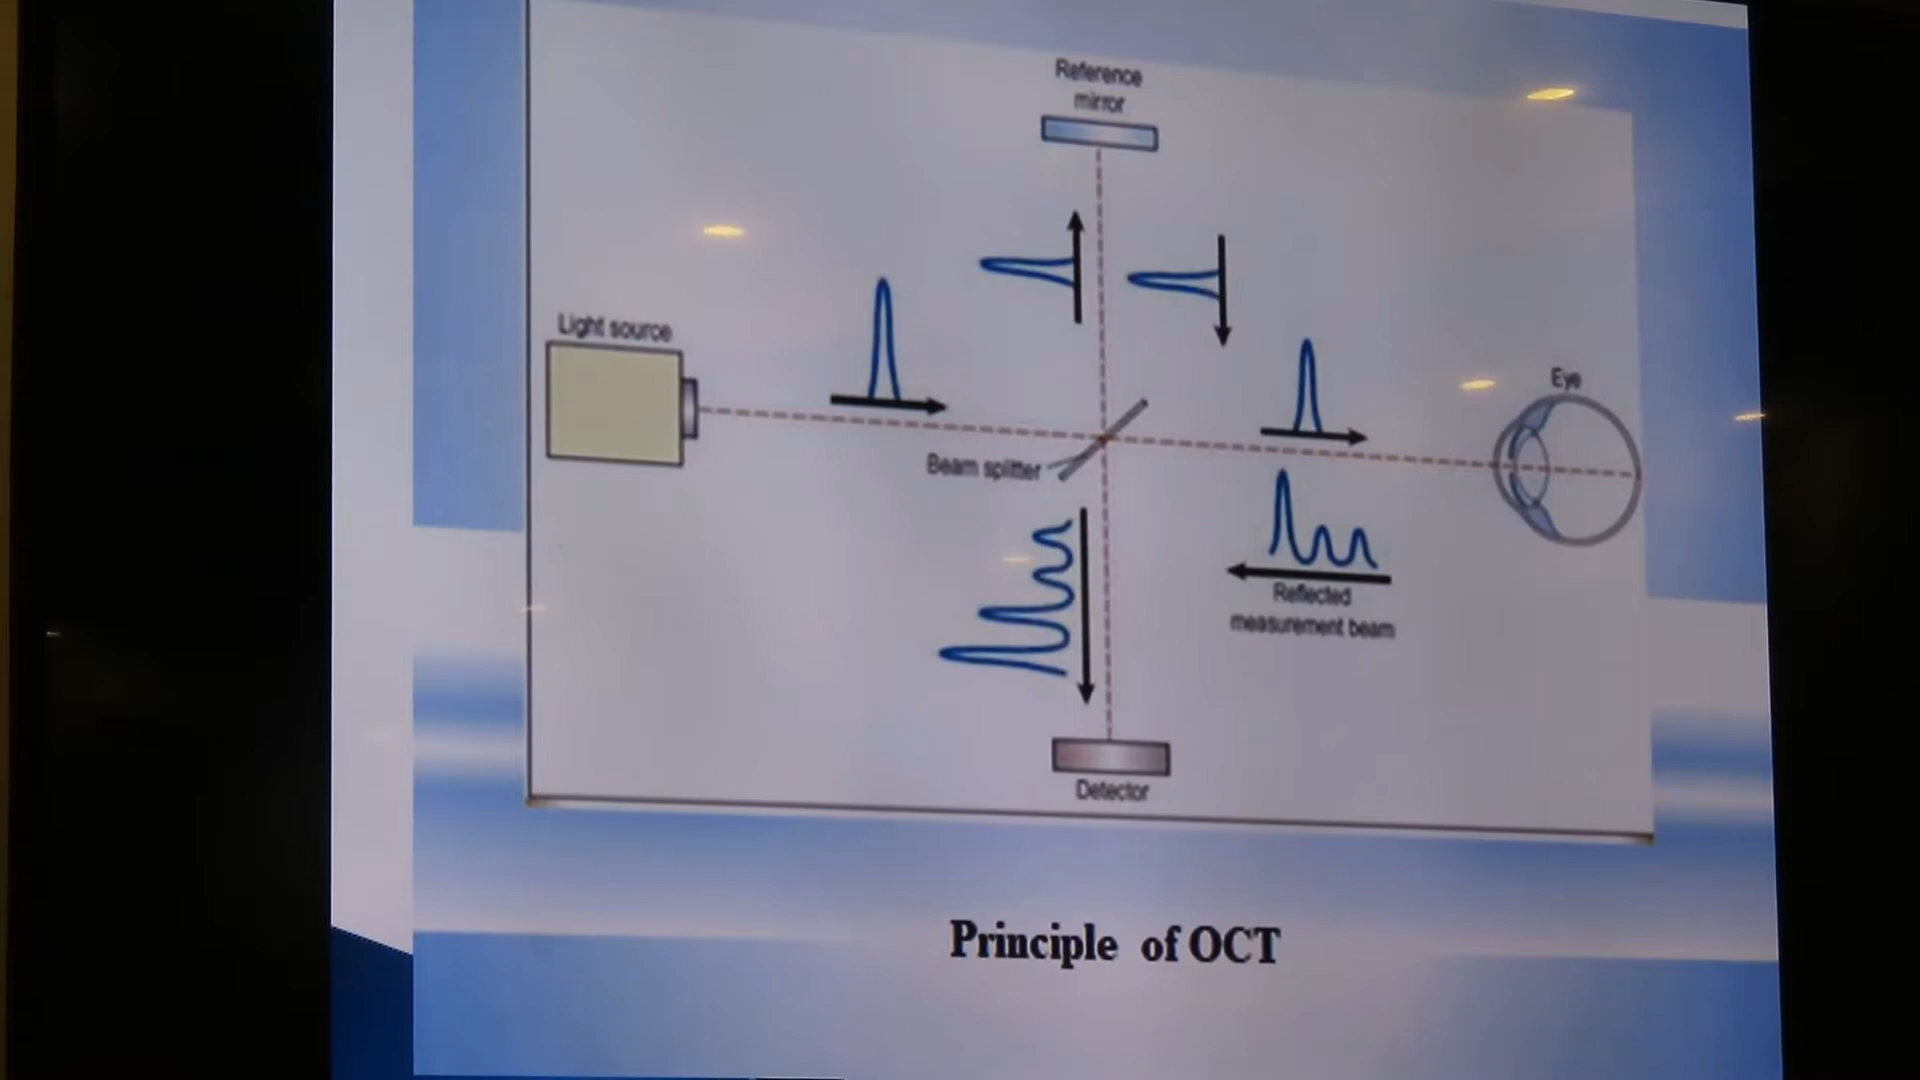 Reference
mirror
Light source
Eye
Beam splitter
Reflected
measurement beam
Detector
Principle of OCT